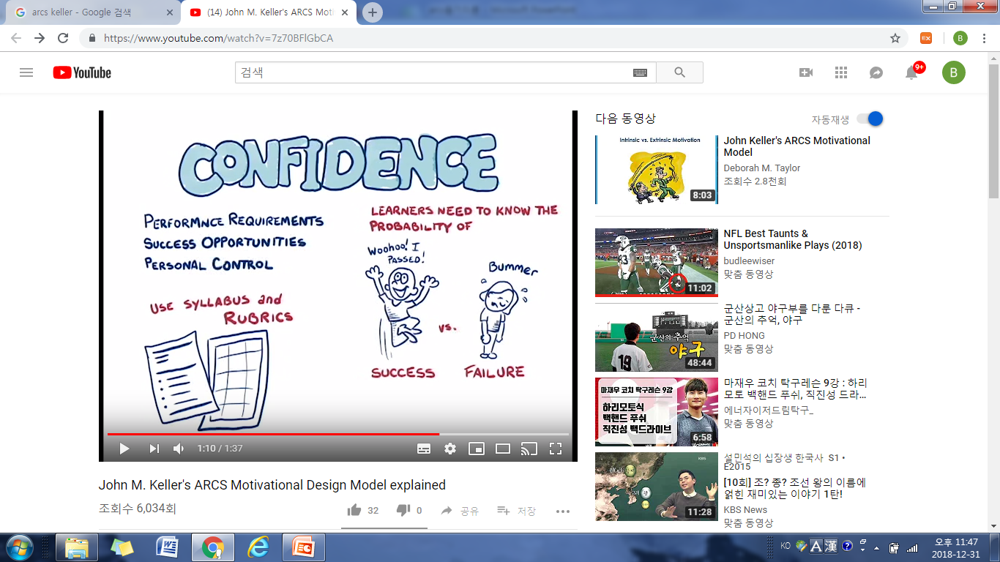 arcs keller - Google 검색
(14) John M. Keller's ARCS Moti
https://www.youtube.com/watch?v=7z70BFlGbCA
B
YouTube
검색
9+
B
CONFIDENCE
PERFORMNCE REQUIREMENTS
SUCCESS OPPORTUNITIES
PERSONAL CONTROL
USE SYLLABUS and
RUBRICS
LEARNERS NEED TO KNOW THE
PROBABILITY OF
Woohoo! I
PASSED!
Bummer
vs.
SUCCESS
FAILURE
1:10 / 1:37
John M. Keller's ARCS Motivational Design Model explained
조회수 6,034회
32
0
공유
저장
다음 동영상
자동재생
Intrinsic vs. Extrinsic Motivation
8:03
John Keller's ARCS Motivational
Model
Deborah M. Taylor
조회수 2.8천회
11:02
NFL Best Taunts &
Unsportsmanlike Plays (2018)
budleewiser
맞춤 동영상
군산의 추억
야구
19
48:44
군산상고 야구부를 다룬 다큐 -
군산의 추억, 야구
PD HONG
맞춤 동영상
마재우 코치 탁구레슨 9강
하리모토식
백핸드 푸쉬
직진성 백드라이브
6:58
마재우 코치 탁구레슨 9강 : 하리
모토 백핸드 푸쉬, 직진성 드라...
에너자이저드림탁구_
맞춤 동영상
KBS
11:28
설민석의 십장생 한국사 S1 •
E2015
[10회] 조? 종? 조선 왕의 이름에
얽힌 재미있는 이야기 1탄!
KBS News
맞춤 동영상
KO
A
漢
오후 11:47
2018-12-31